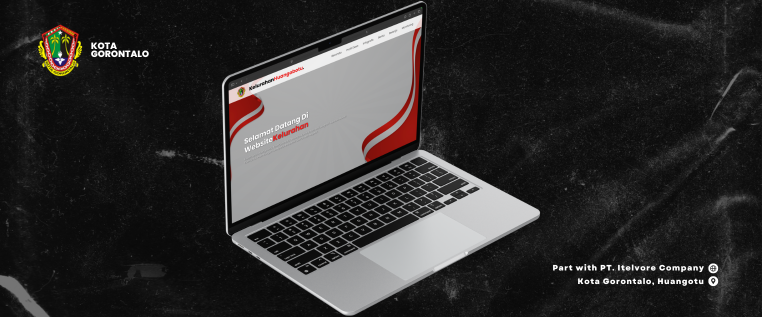 KOTA
GORONTALO
KelurahanHuangobotu.
Selamat Datang Di
Website Kelurahan
Part with PT. Itelvore Company
Kota Gorontalo, Huangotu